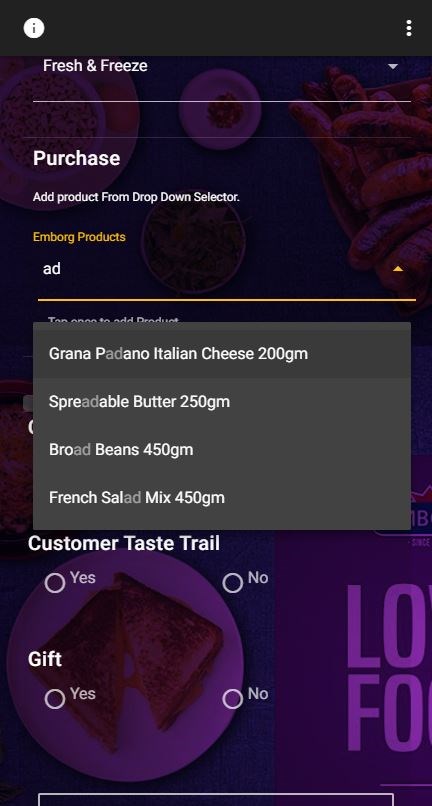 Fresh & Freeze
Purchase
Add product From Drop Down Selector.
Emborg Products
ad
Tap once to add Product
Grana Padano Italian Cheese 200gm
Spreadable Butter 250gm
Broad Beans 450gm
French Salad Mix 450gm
Customer Taste Trail
Yes
No
Gift
Yes
No